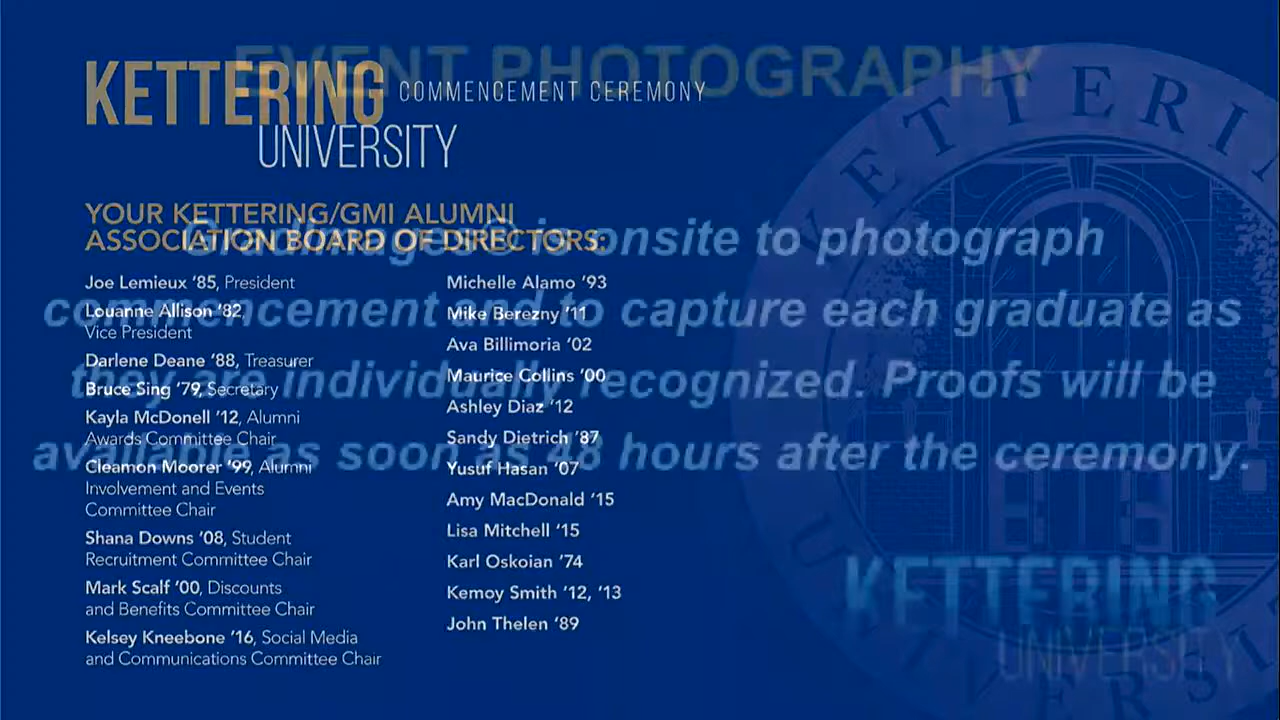 EVENT PHOTOGRAPHY
KETTERING COMMENCEMENT CEREMONY
UNIVERSITY
YOUR KETTERING/GMI ALUMNI
ASSOCIATION BOARD OF DIRECTORS:
Joe Lemieux ‘85, President
Louanne Allison ‘82,
Vice President
Darlene Deane ‘88, Treasurer
Bruce Sing ‘79, Secretary
Kayla McDonell ‘12, Alumni
Awards Committee Chair
Cleamon Moorer ‘99, Alumni
Involvement and Events
Committee Chair
Shana Downs ‘08, Student
Recruitment Committee Chair
Mark Scalf ‘00, Discounts
and Benefits Committee Chair
Kelsey Kneebone ‘16, Social Media
and Communications Committee Chair
Michelle Alamo ‘93
Mike Berezny ‘11
Ava Billimoria ‘02
Maurice Collins ‘00
Ashley Diaz ‘12
Sandy Dietrich ‘87
Yusuf Hasan ‘07
Amy MacDonald ‘15
Lisa Mitchell ‘15
Karl Oskoian ‘74
Kemoy Smith ‘12, ‘13
John Thelen ‘89
GradImages® is onsite to photograph
commencement and to capture each graduate as
they are individually recognized. Proofs will be
available as soon as 48 hours after the ceremony.
KETTERING
UNIVERSITY
KETTERI
UNIVERSI